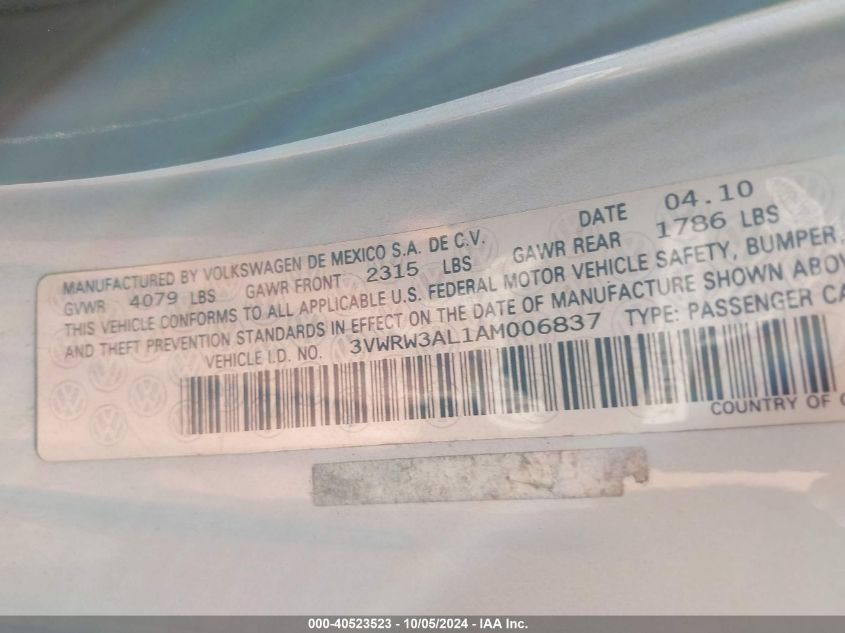 MANUFACTURED BY VOLKSWAGEN DE MEXICO S.A. DE C.V. DATE 04.10
GVWR 4079 LBS GAWR FRONT 2315 LBS GAWR REAR 1786 LBS
THIS VEHICLE CONFORMS TO ALL APPLICABLE U.S. FEDERAL MOTOR VEHICLE SAFETY, BUMPER,
AND THEFT PREVENTION STANDARDS IN EFFECT ON THE DATE OF MANUFACTURE SHOWN ABOV
VEHICLE I.D. NO. 3VWRW3AL1AM006837 TYPE: PASSENGER CA
COUNTRY OF
000-40523523 - 10/05/2024 - IAA Inc.